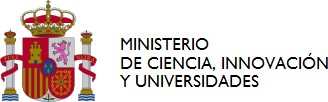 MINISTERIO
DE CIENCIA, INNOVACIÓN
Y UNIVERSIDADES